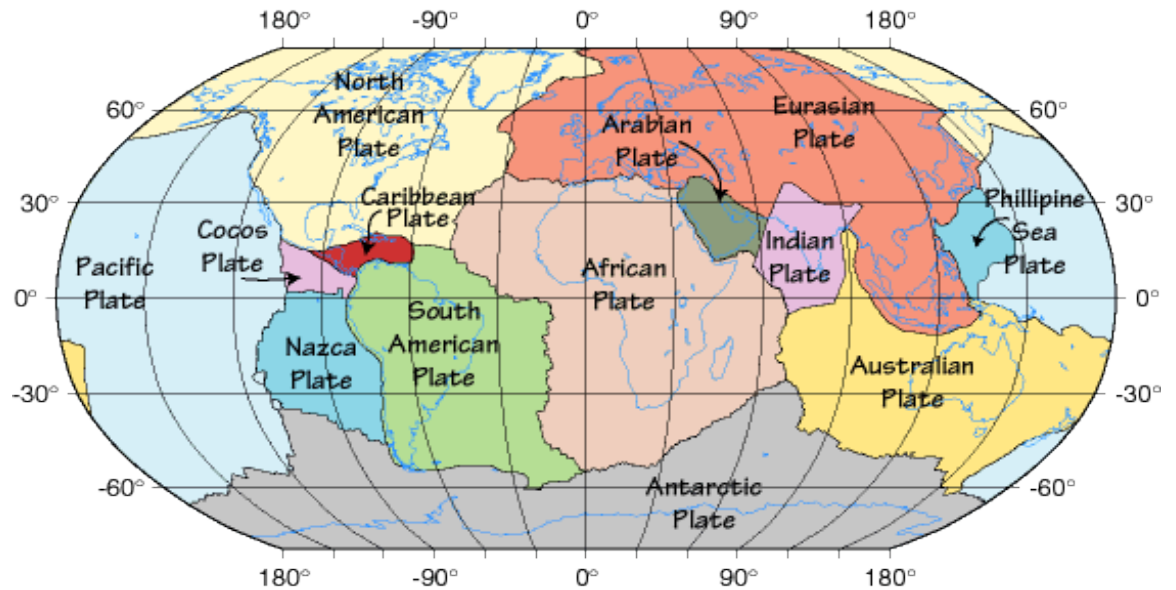 180° -90° 0° 90° 180°
North
American
Plate
Eurasian
Plate
Arabian
Plate
60° 60°
Caribbean
Plate
30° 30°
Phillipine
Sea
Plate
Cocos
Plate
Indian
Plate
Pacific
Plate
African
Plate
0° 0°
South
American
Plate
Nazca
Plate
Australian
Plate
-30° -30°
Antarctic
Plate
-60° -60°
180° -90° 0° 90° 180°